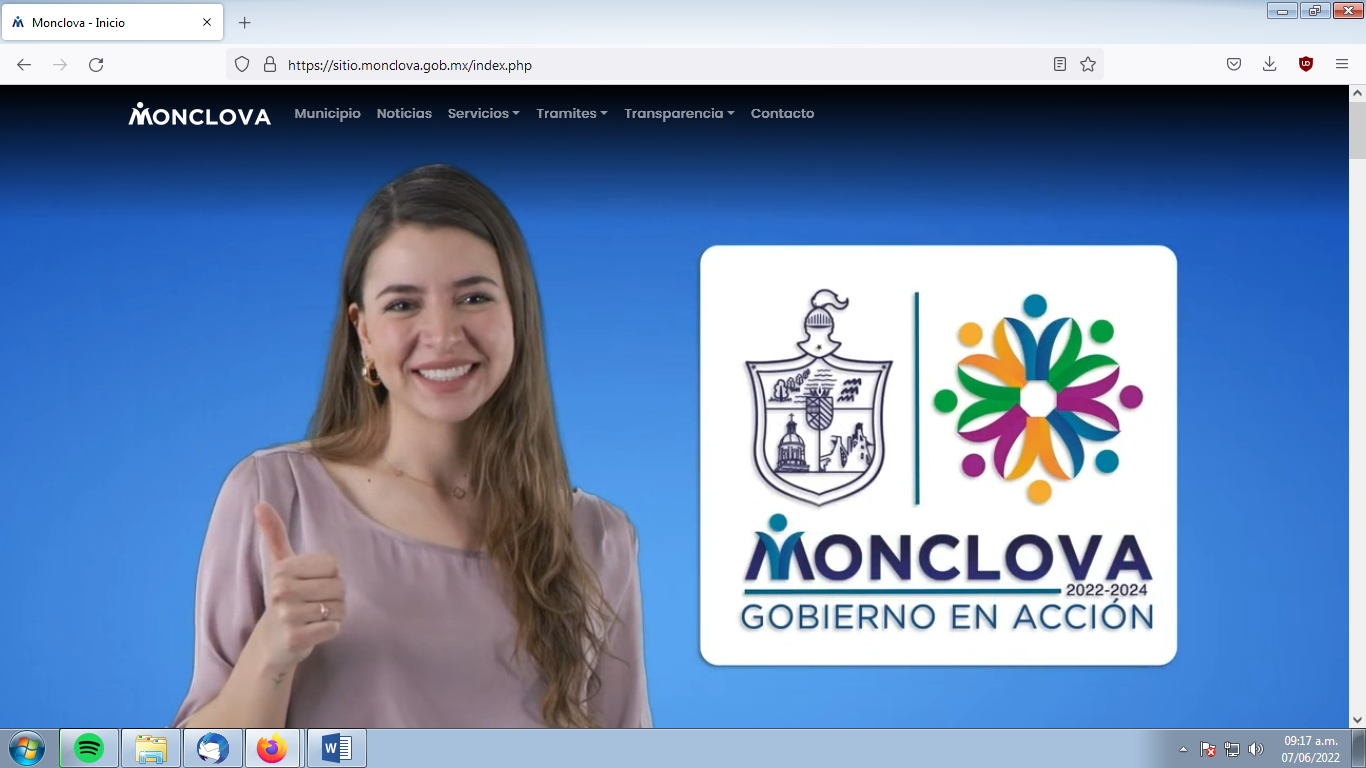 Monclova - Inicio
https://sitio.monclova.gob.mx/index.php
MONCLOVA Municipio Noticias Servicios Tramites Transparencia Contacto
MONCLOVA
2022-2024
GOBIERNO EN ACCIÓN
09:17 a.m.
07/06/2022